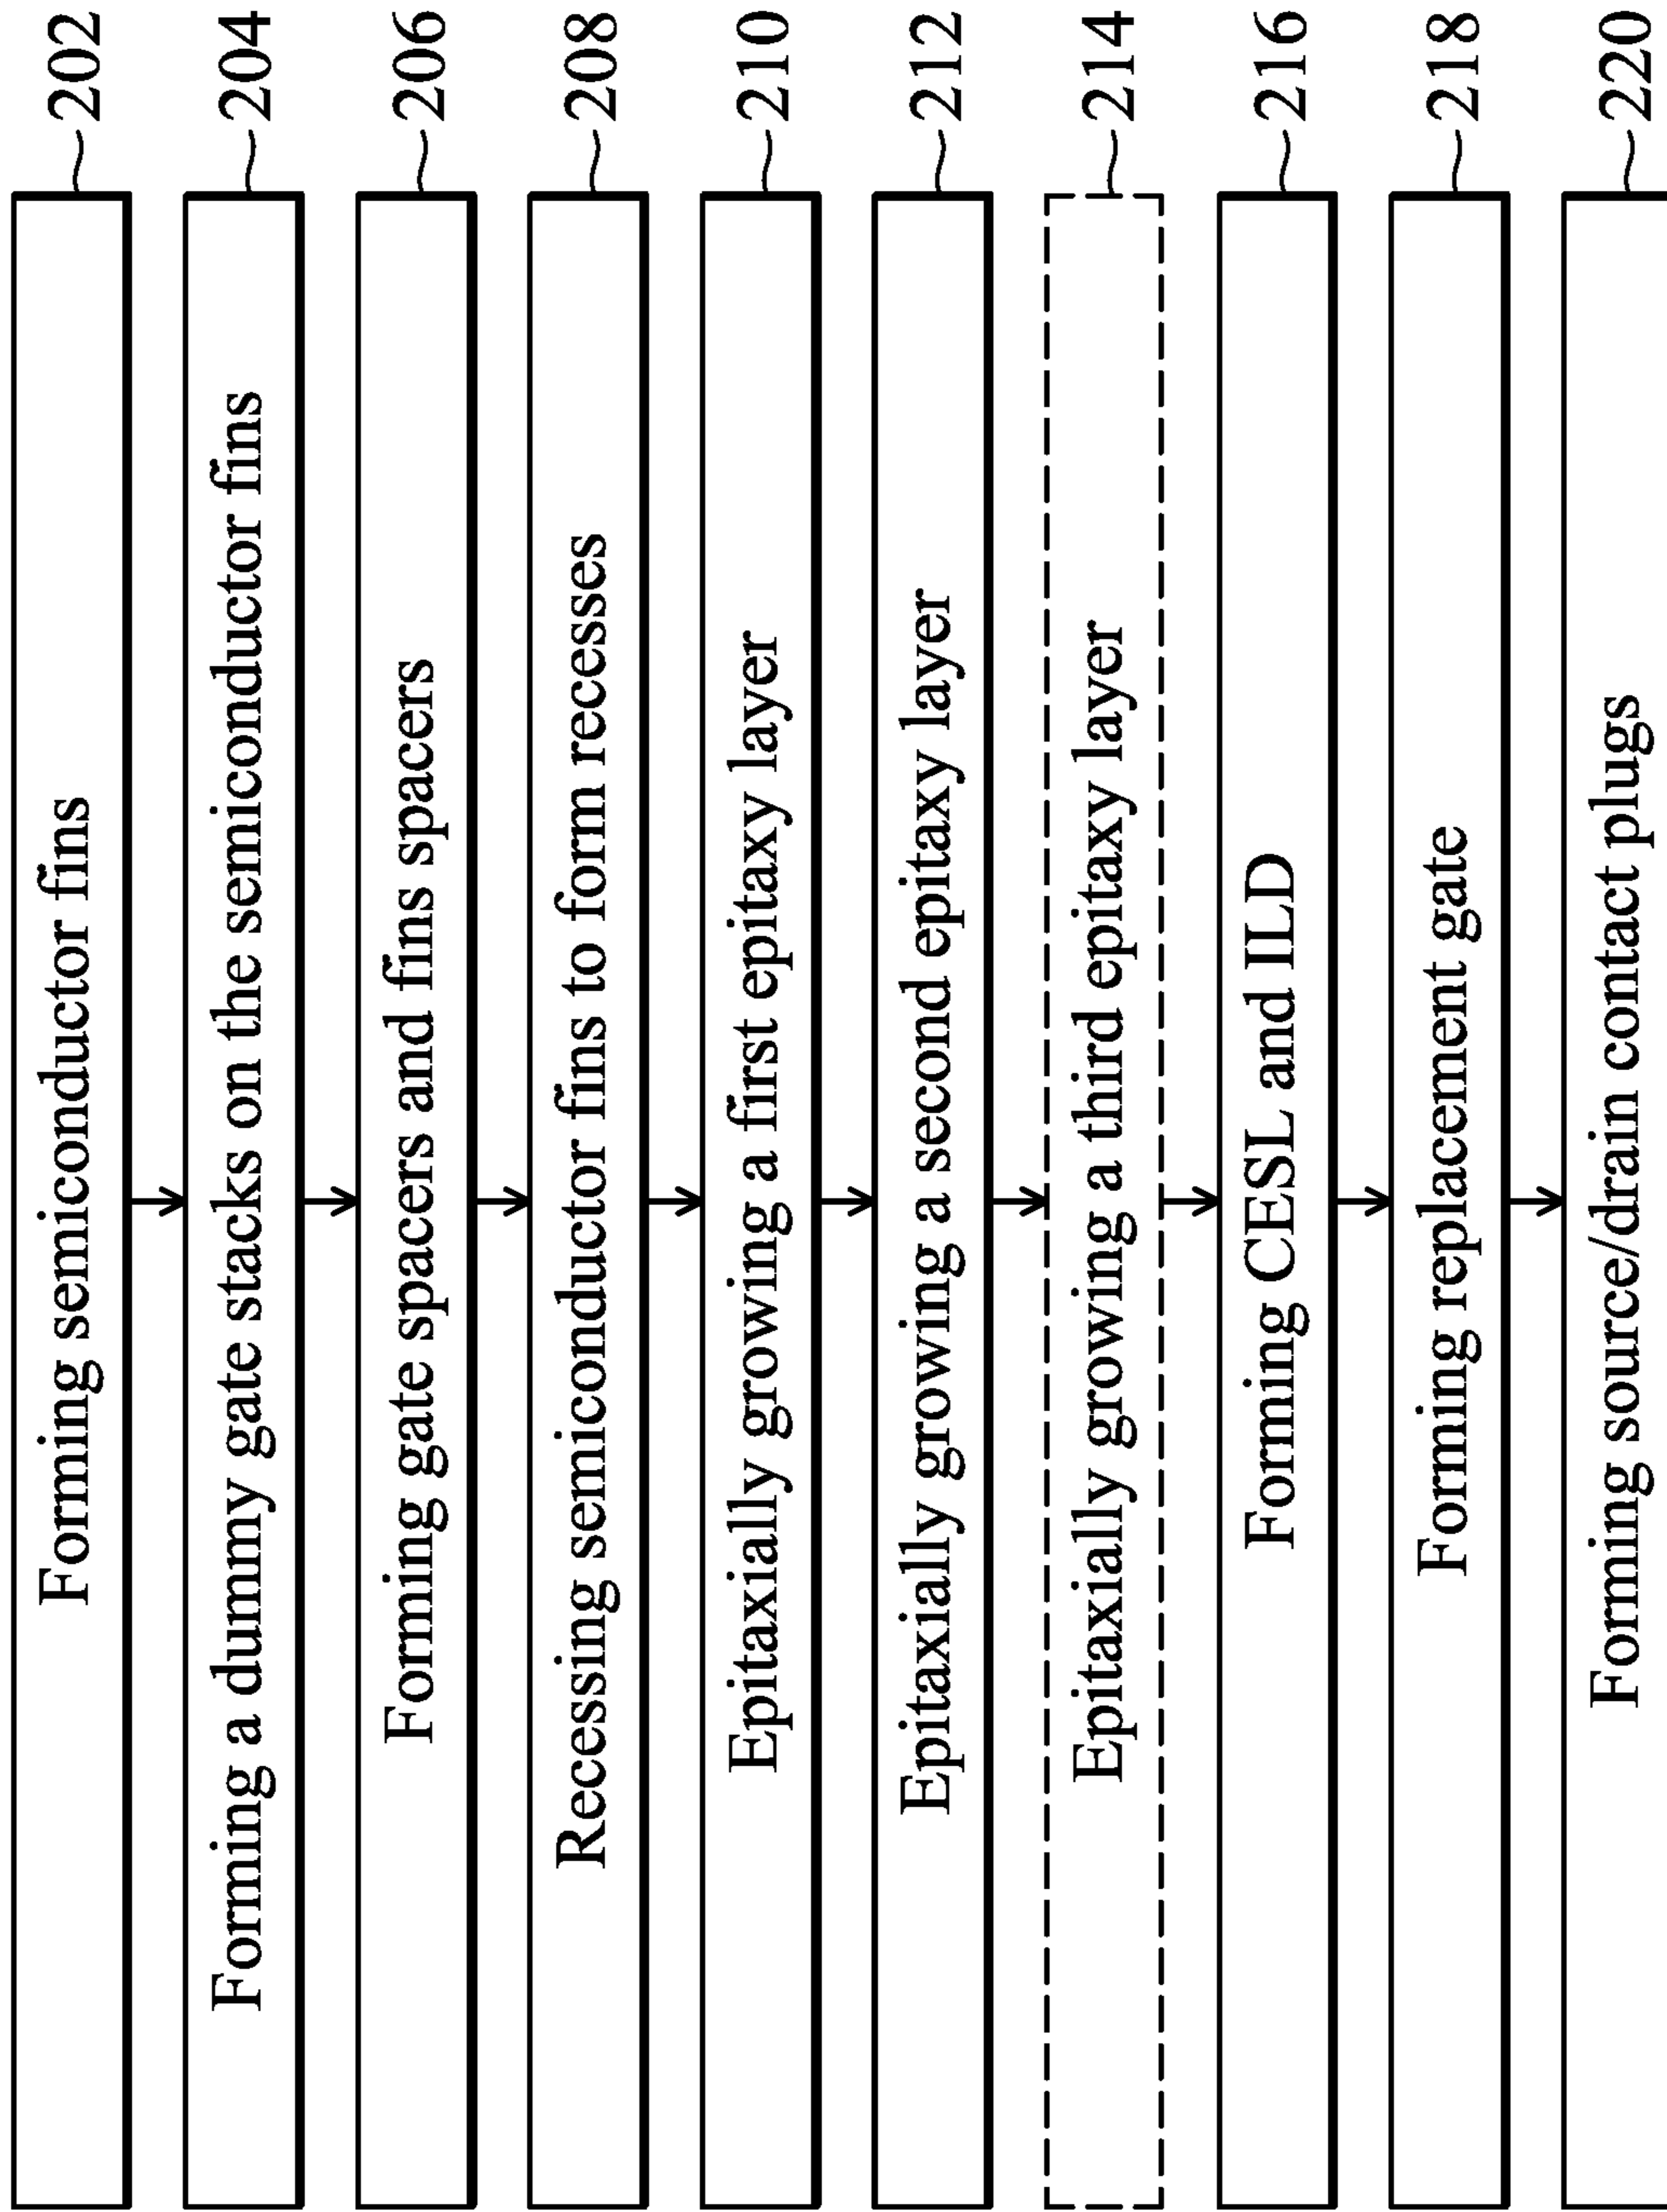 Forming semiconductor fins 202
Forming a dummy gate stacks on the semiconductor fins 204
Forming gate spacers and fins spacers 206
Recessing semiconductor fins to form recesses 208
Epitaxially growing a first epitaxy layer 210
Epitaxially growing a second epitaxy layer 212
Epitaxially growing a third epitaxy layer 214
Forming CESL and ILD 216
Forming replacement gate 218
Forming source/drain contact plugs 220